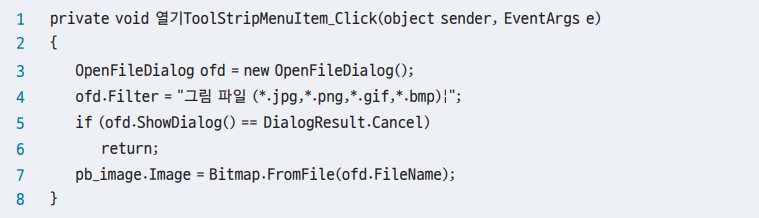 1 private void 열기ToolStripMenuItem_Click(object sender, EventArgs e)
2 {
3 OpenFileDialog ofd = new OpenFileDialog();
4 ofd.Filter = "그림 파일 (*.jpg,*.png,*.gif,*.bmp)¦";
5 if (ofd.ShowDialog() == DialogResult.Cancel)
6 return;
7 pb_image.Image = Bitmap.FromFile(ofd.FileName);
8 }